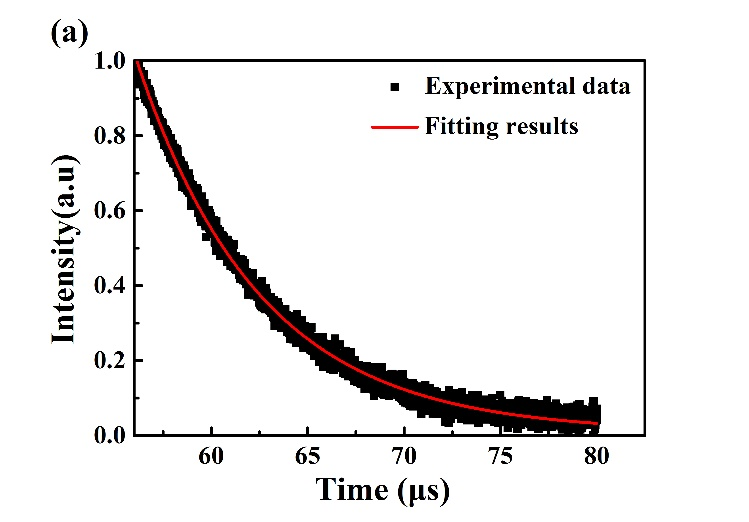 (a)
1.0
0.8
0.6
0.4
0.2
0.0
Intensity(a.u)
Experimental data
Fitting results
60 65 70 75 80
Time (μs)